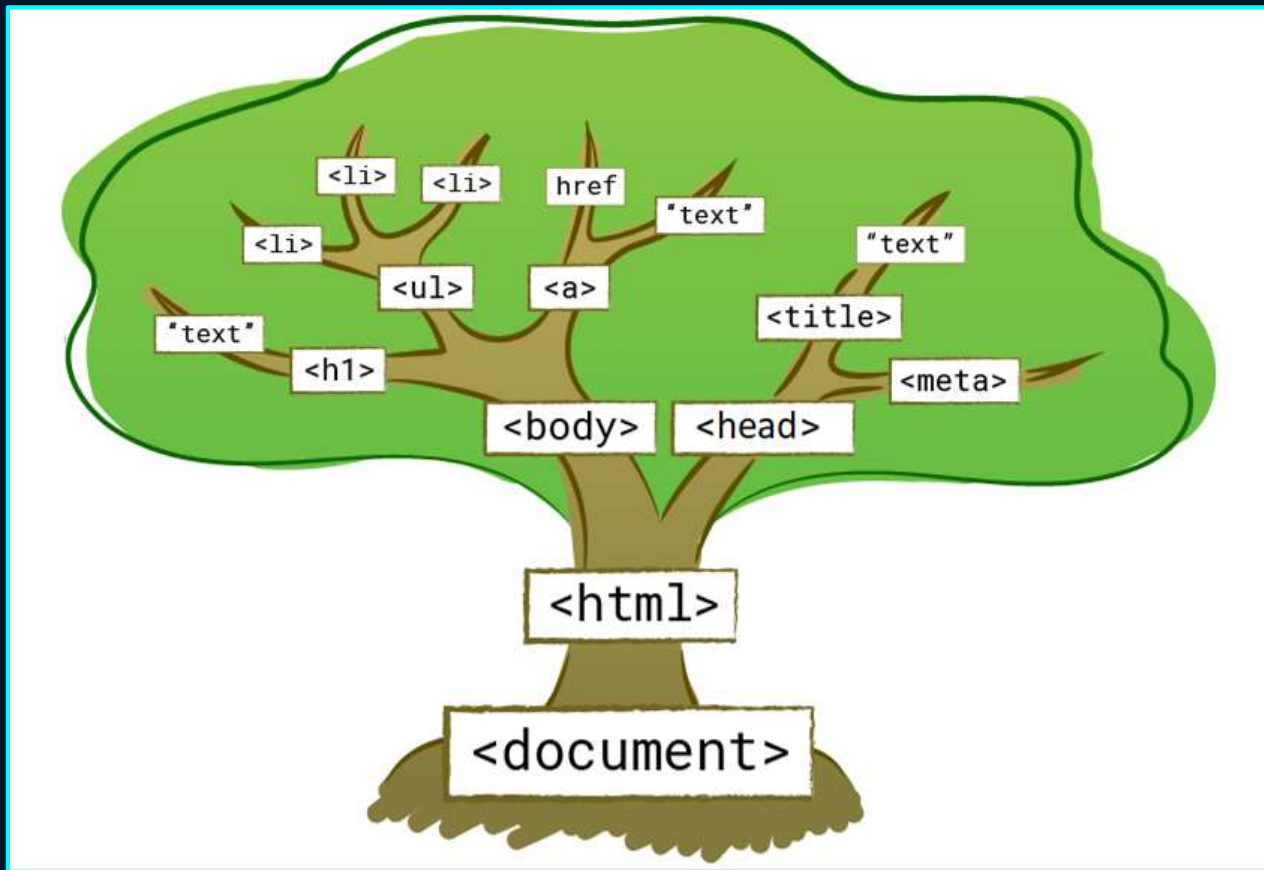 <li>
<li>
href
"text"
<li>
"text"
<ul>
<a>
<title>
"text"
<h1>
<meta>
<body>
<head>
<html>
<document>